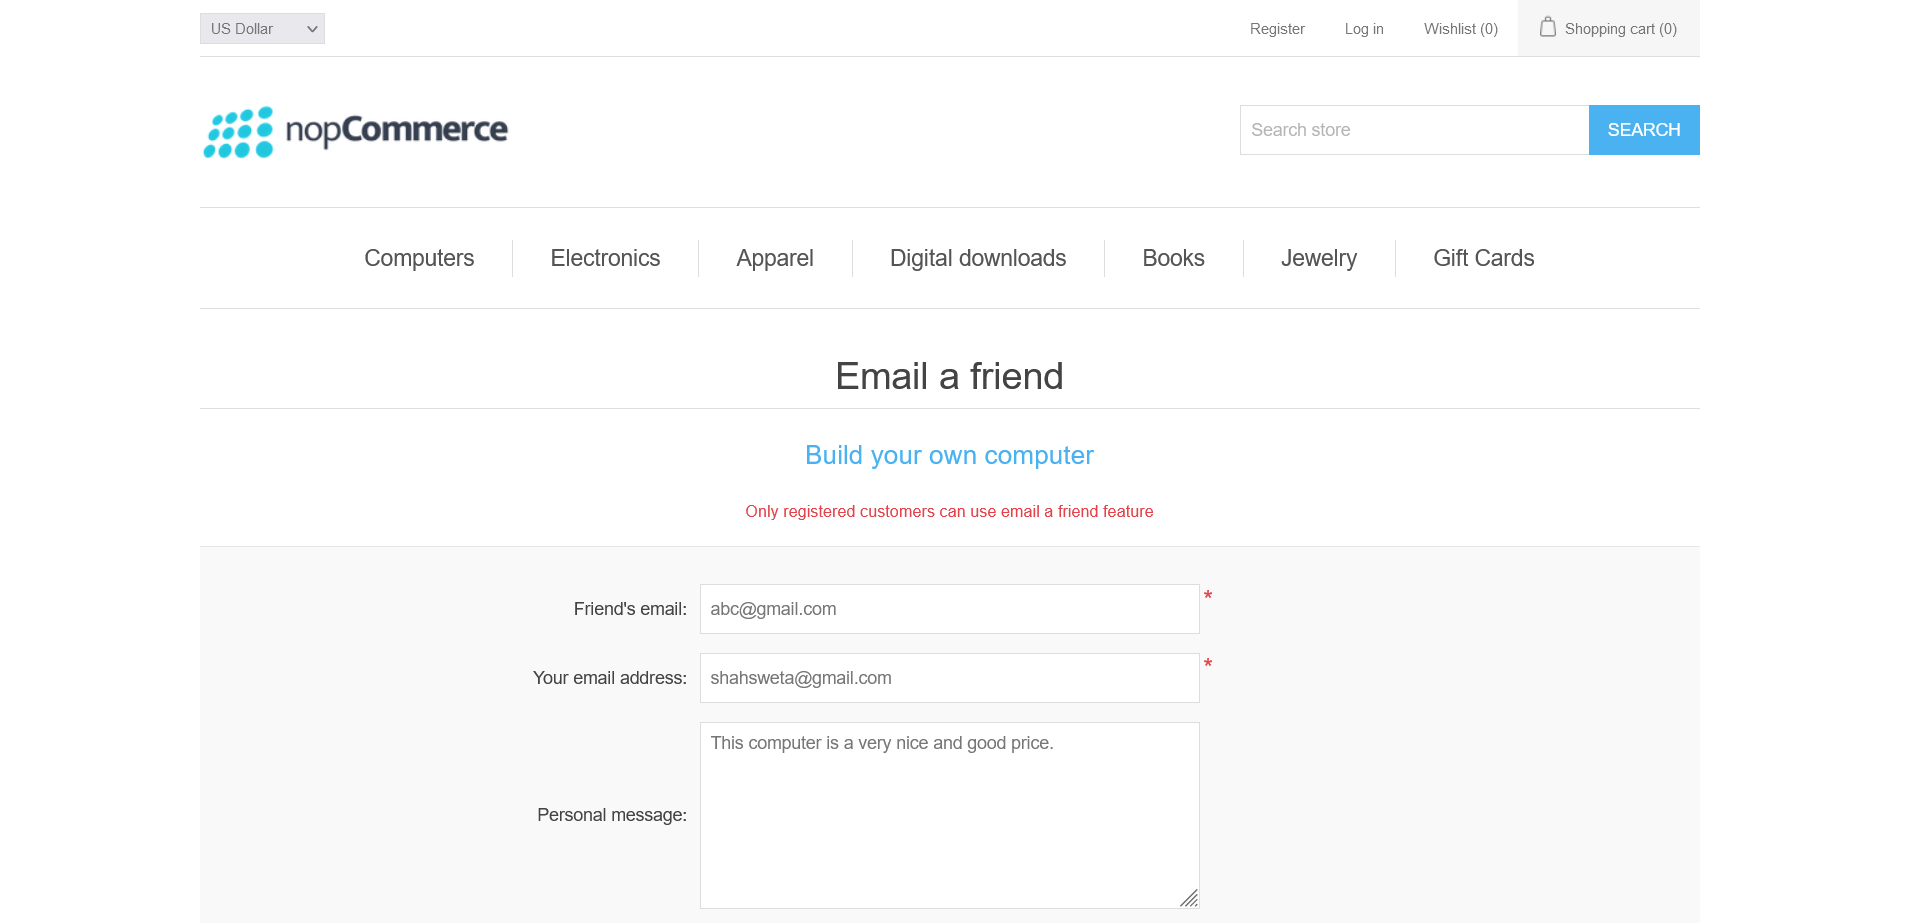 US Dollar
Register
Log in
Wishlist (0)
Shopping cart (0)
nopCommerce
Search store
SEARCH
Computers
Electronics
Apparel
Digital downloads
Books
Jewelry
Gift Cards
Email a friend
Build your own computer
Only registered customers can use email a friend feature
Friend's email:
abc@gmail.com
*
Your email address:
shahsweta@gmail.com
*
Personal message:
This computer is a very nice and good price.